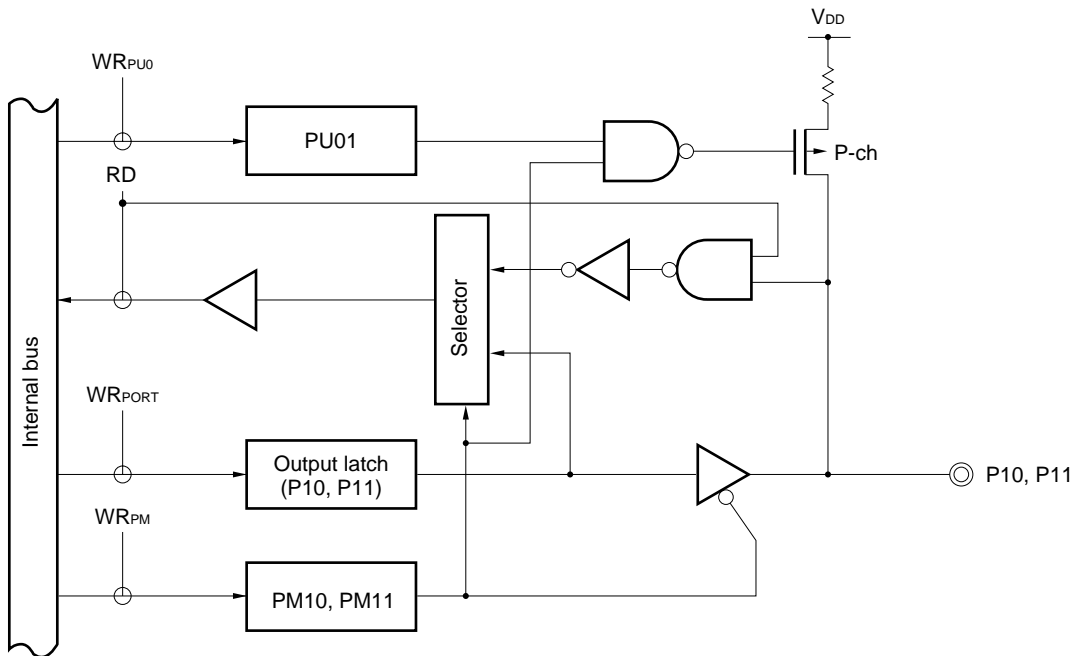 VDD
WRPU0
PU01
P-ch
RD
Selector
Internal bus
WRPORT
Output latch
(P10, P11)
P10, P11
WRPM
PM10, PM11